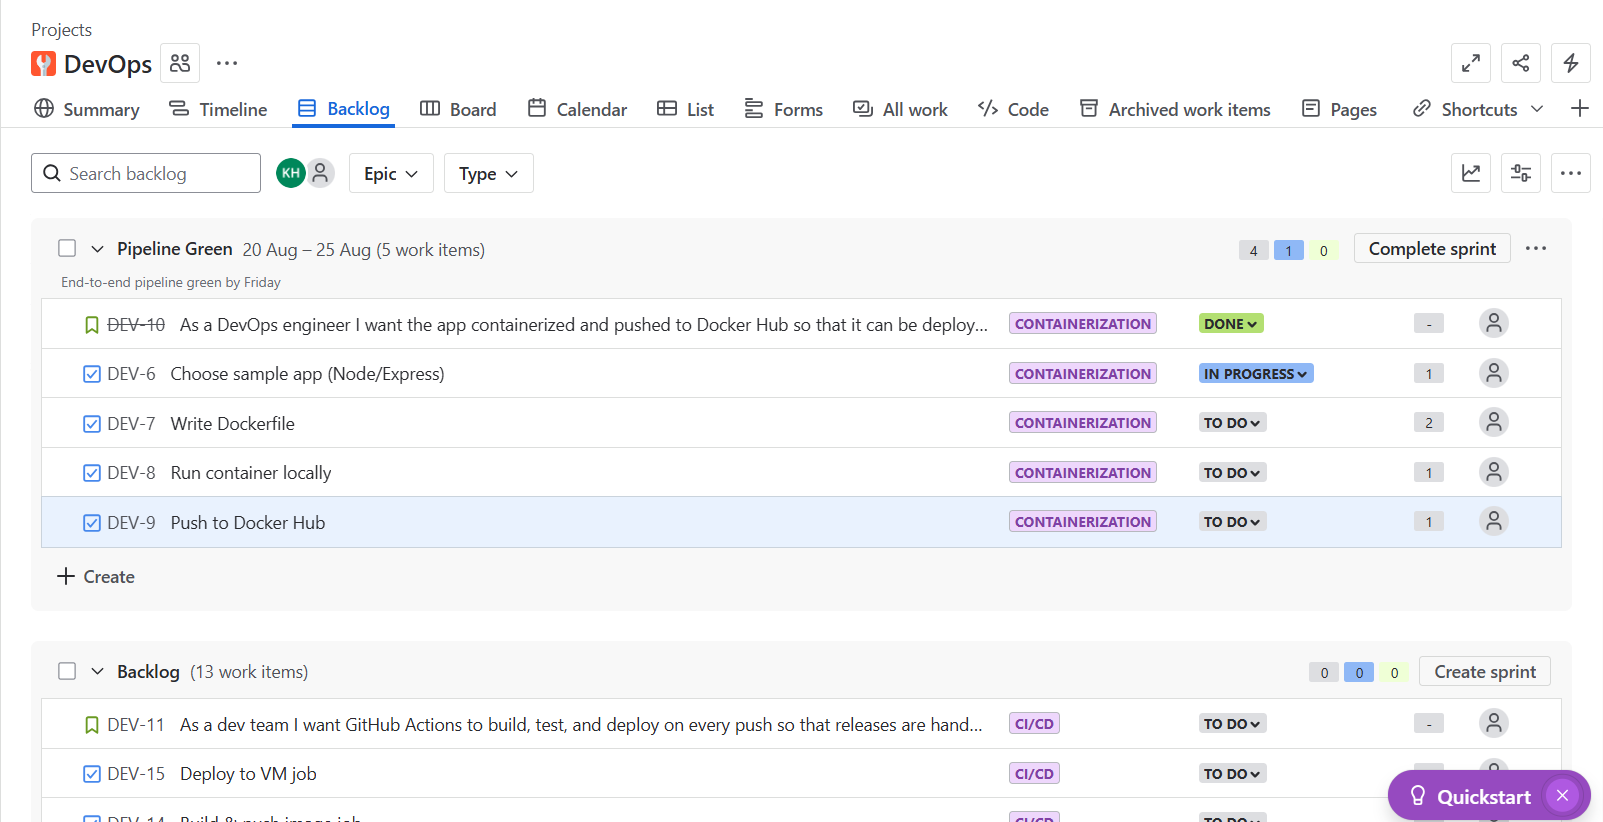 Projects
DevOps
Summary Timeline Backlog Board Calendar List Forms All work Code Archived work items Pages Shortcuts
Search backlog KH Epic Type
Pipeline Green 20 Aug – 25 Aug (5 work items) 4 1 0 Complete sprint
End-to-end pipeline green by Friday
DEV-10 As a DevOps engineer I want the app containerized and pushed to Docker Hub so that it can be deploy... CONTAINERIZATION DONE -
DEV-6 Choose sample app (Node/Express) CONTAINERIZATION IN PROGRESS 1
DEV-7 Write Dockerfile CONTAINERIZATION TO DO 2
DEV-8 Run container locally CONTAINERIZATION TO DO 1
DEV-9 Push to Docker Hub CONTAINERIZATION TO DO 1
Create
Backlog (13 work items) 0 0 0 Create sprint
DEV-11 As a dev team I want GitHub Actions to build, test, and deploy on every push so that releases are hand... CI/CD TO DO -
DEV-15 Deploy to VM job CI/CD TO DO
Quickstart
DEV-14 Build & push image job CI/CD TO DO